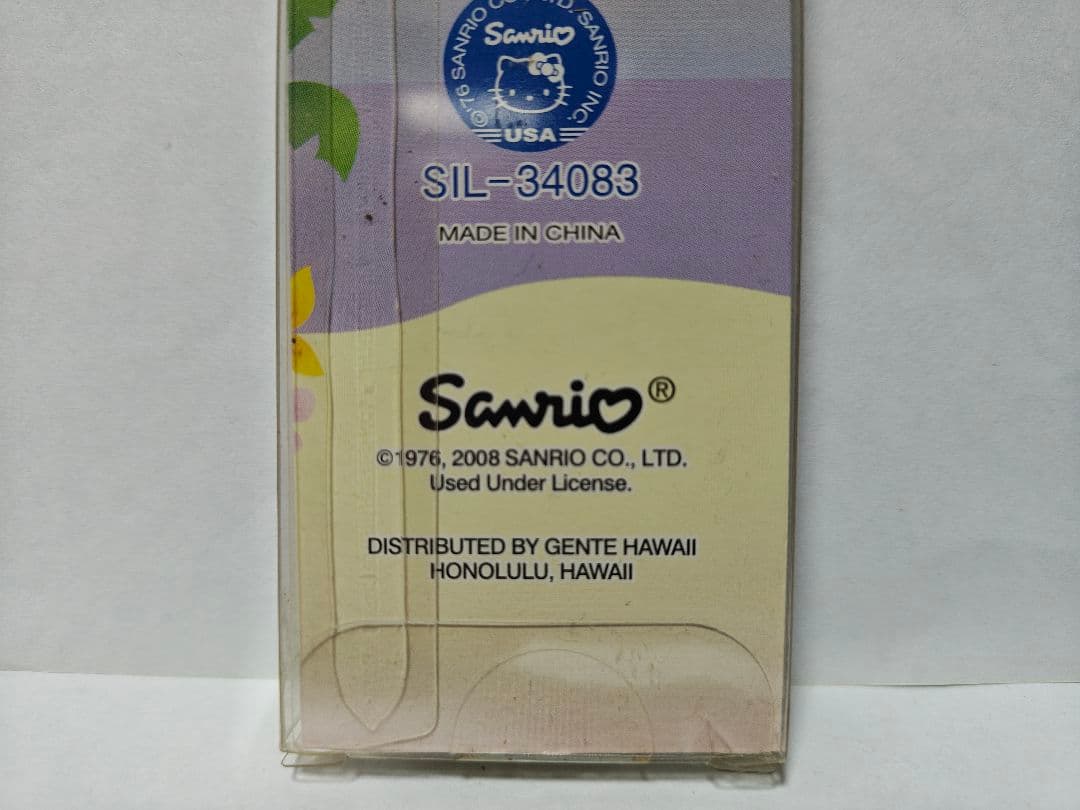 ©'76 SANRIO CO., LTD./SANRIO INC.
Sanrio
USA
SIL-34083
MADE IN CHINA
Sanrio®
©1976, 2008 SANRIO CO., LTD.
Used Under License.
DISTRIBUTED BY GENTE HAWAII
HONOLULU, HAWAII